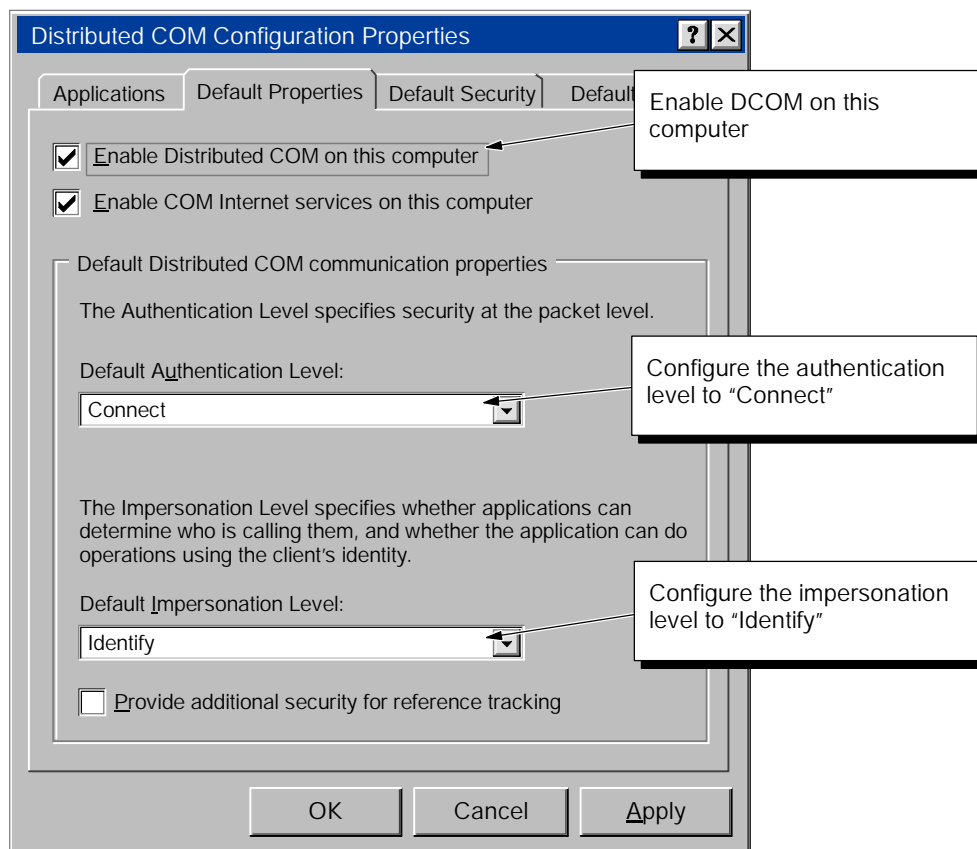 Distributed COM Configuration Properties
Applications
Default Properties
Default Security
Default
Enable DCOM on this
computer
Enable Distributed COM on this computer
Enable COM Internet services on this computer
Default Distributed COM communication properties
The Authentication Level specifies security at the packet level.
Default Authentication Level:
Connect
Configure the authentication
level to “Connect”
The Impersonation Level specifies whether applications can
determine who is calling them, and whether the application can do
operations using the client’s identity.
Default Impersonation Level:
Identify
Configure the impersonation
level to “Identify”
Provide additional security for reference tracking
OK
Cancel
Apply